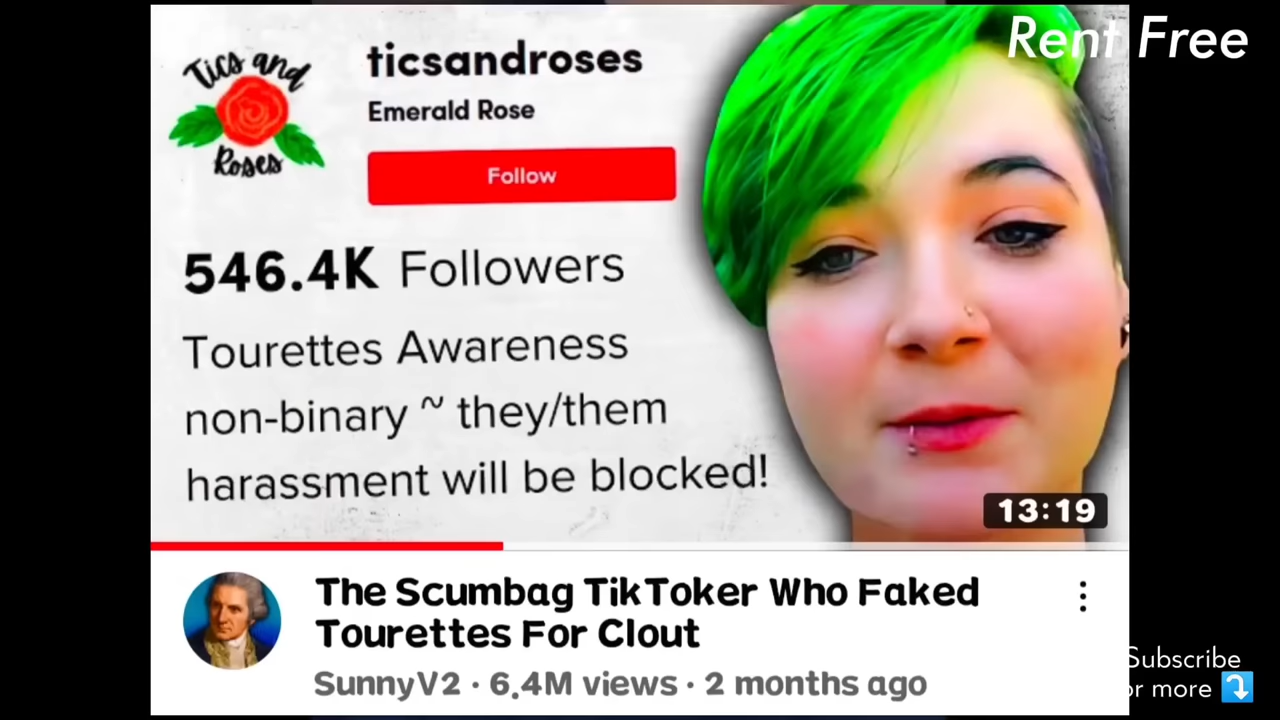 Rent Free
Tics and
Roses
ticsandroses
Emerald Rose
Follow
546.4K Followers
Tourettes Awareness
non-binary ~ they/them
harassment will be blocked!
13:19
The Scumbag TikToker Who Faked
Tourettes For Clout
SunnyV2 · 6.4M views · 2 months ago
Subscribe
or more